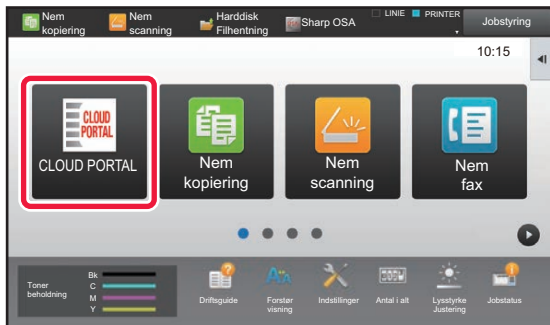 Nem
kopiering
Nem
scanning
Harddisk
Filhentning
Sharp OSA
LINIE
PRINTER
Jobstyring
10:15
CLOUD
PORTAL
CLOUD PORTAL
Nem
kopiering
Nem
scanning
Nem
fax
Toner
beholdning
Bk
C
M
Y
Driftsguide
Forstør
visning
Indstillinger
Antal i alt
Lysstyrke
Justering
Jobstatus